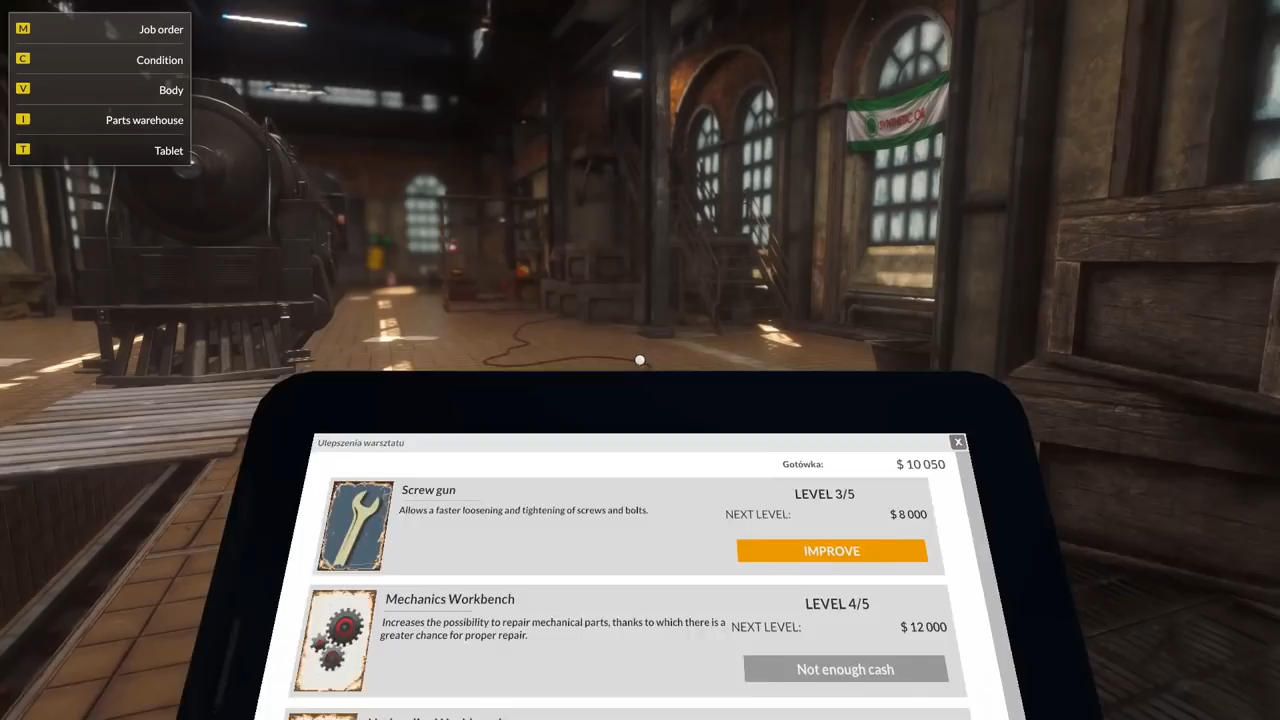 M Job order
C Condition
V Body
I Parts warehouse
T Tablet
SYNTHETIC OIL
Ulepszenia warsztatu
X
Gotówka: $ 10 050
Screw gun
Allows a faster loosening and tightening of screws and bolts.
LEVEL 3/5
NEXT LEVEL: $ 8 000
IMPROVE
Mechanics Workbench
Increases the possibility to repair mechanical parts, thanks to which there is a
greater chance for proper repair.
LEVEL 4/5
NEXT LEVEL: $ 12 000
Not enough cash